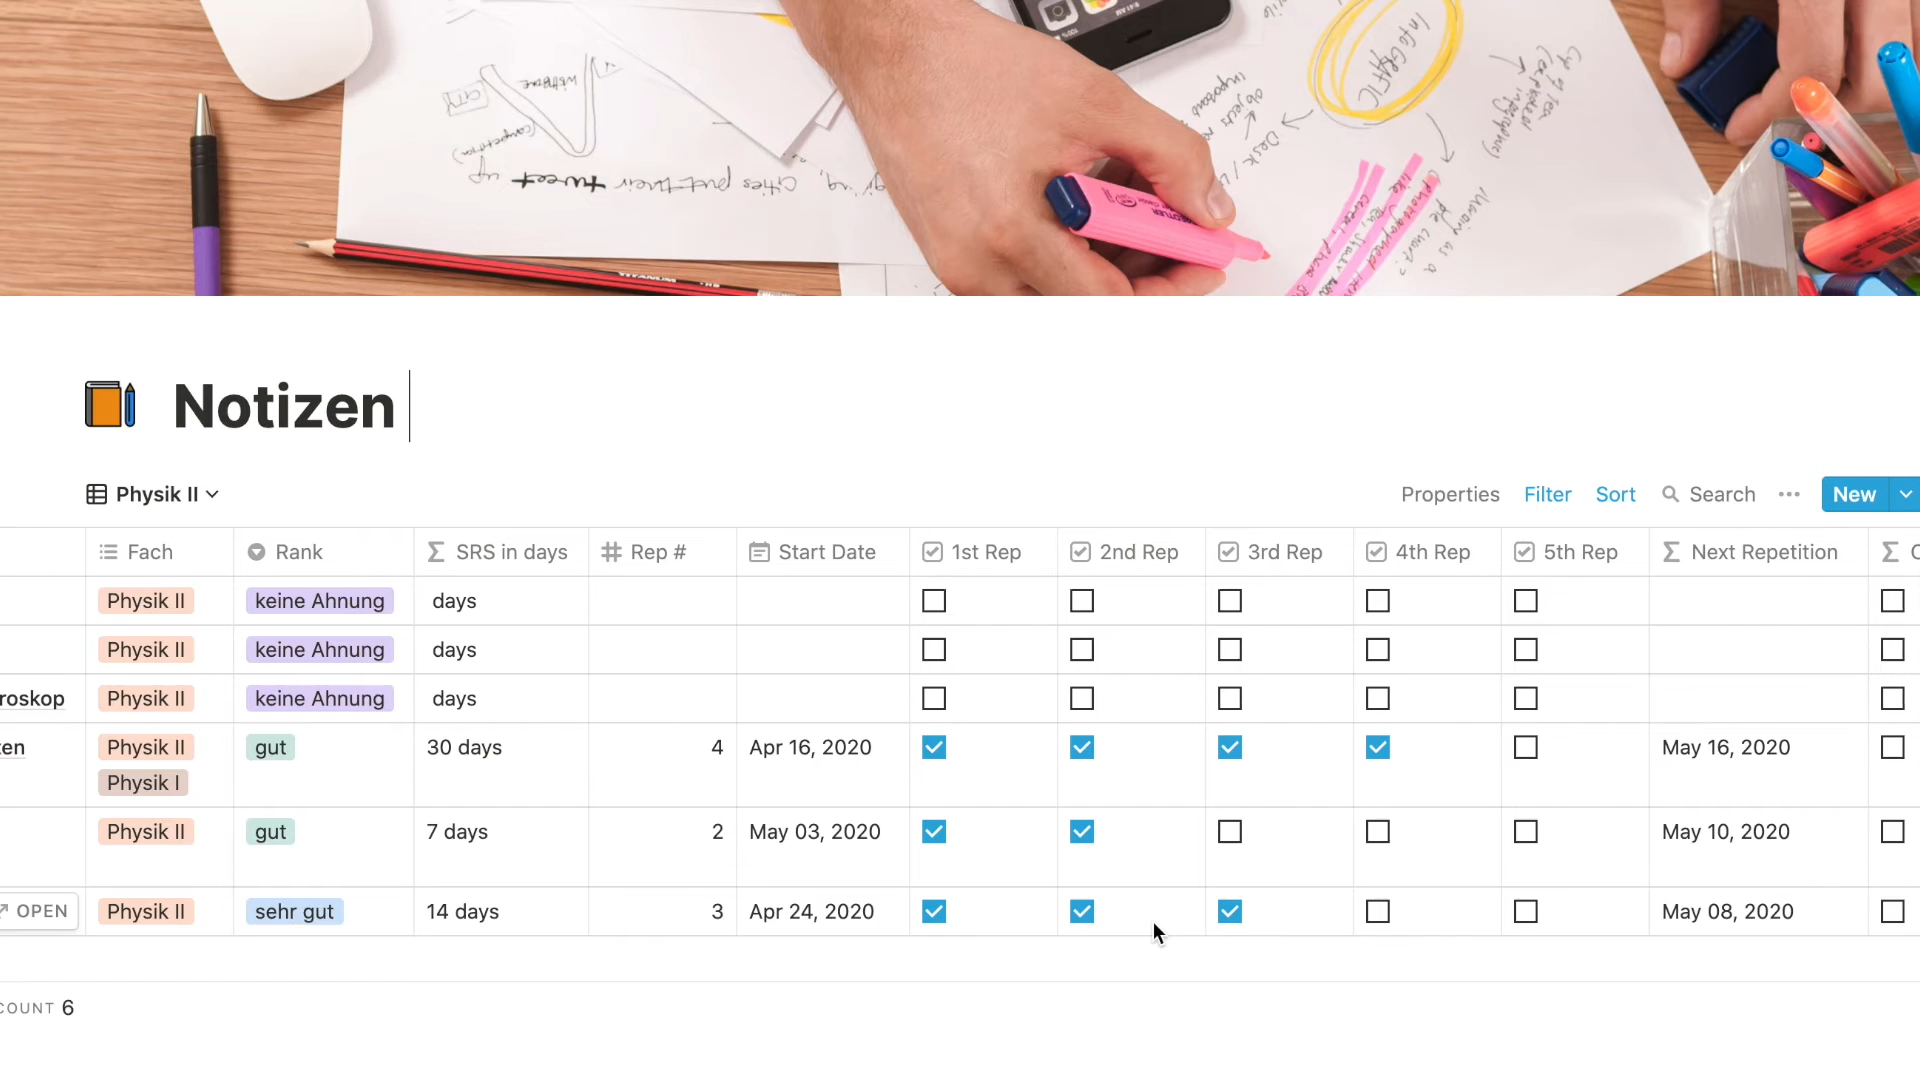 INFOGRAFIC
Notizen
Physik II
Properties Filter Sort Search New
Fach Rank SRS in days Rep # Start Date 1st Rep 2nd Rep 3rd Rep 4th Rep 5th Rep Next Repetition
Physik II keine Ahnung days
Physik II keine Ahnung days
roskop Physik II keine Ahnung days
en Physik II gut 30 days 4 Apr 16, 2020 May 16, 2020
Physik I
Physik II gut 7 days 2 May 03, 2020 May 10, 2020
OPEN Physik II sehr gut 14 days 3 Apr 24, 2020 May 08, 2020
COUNT 6